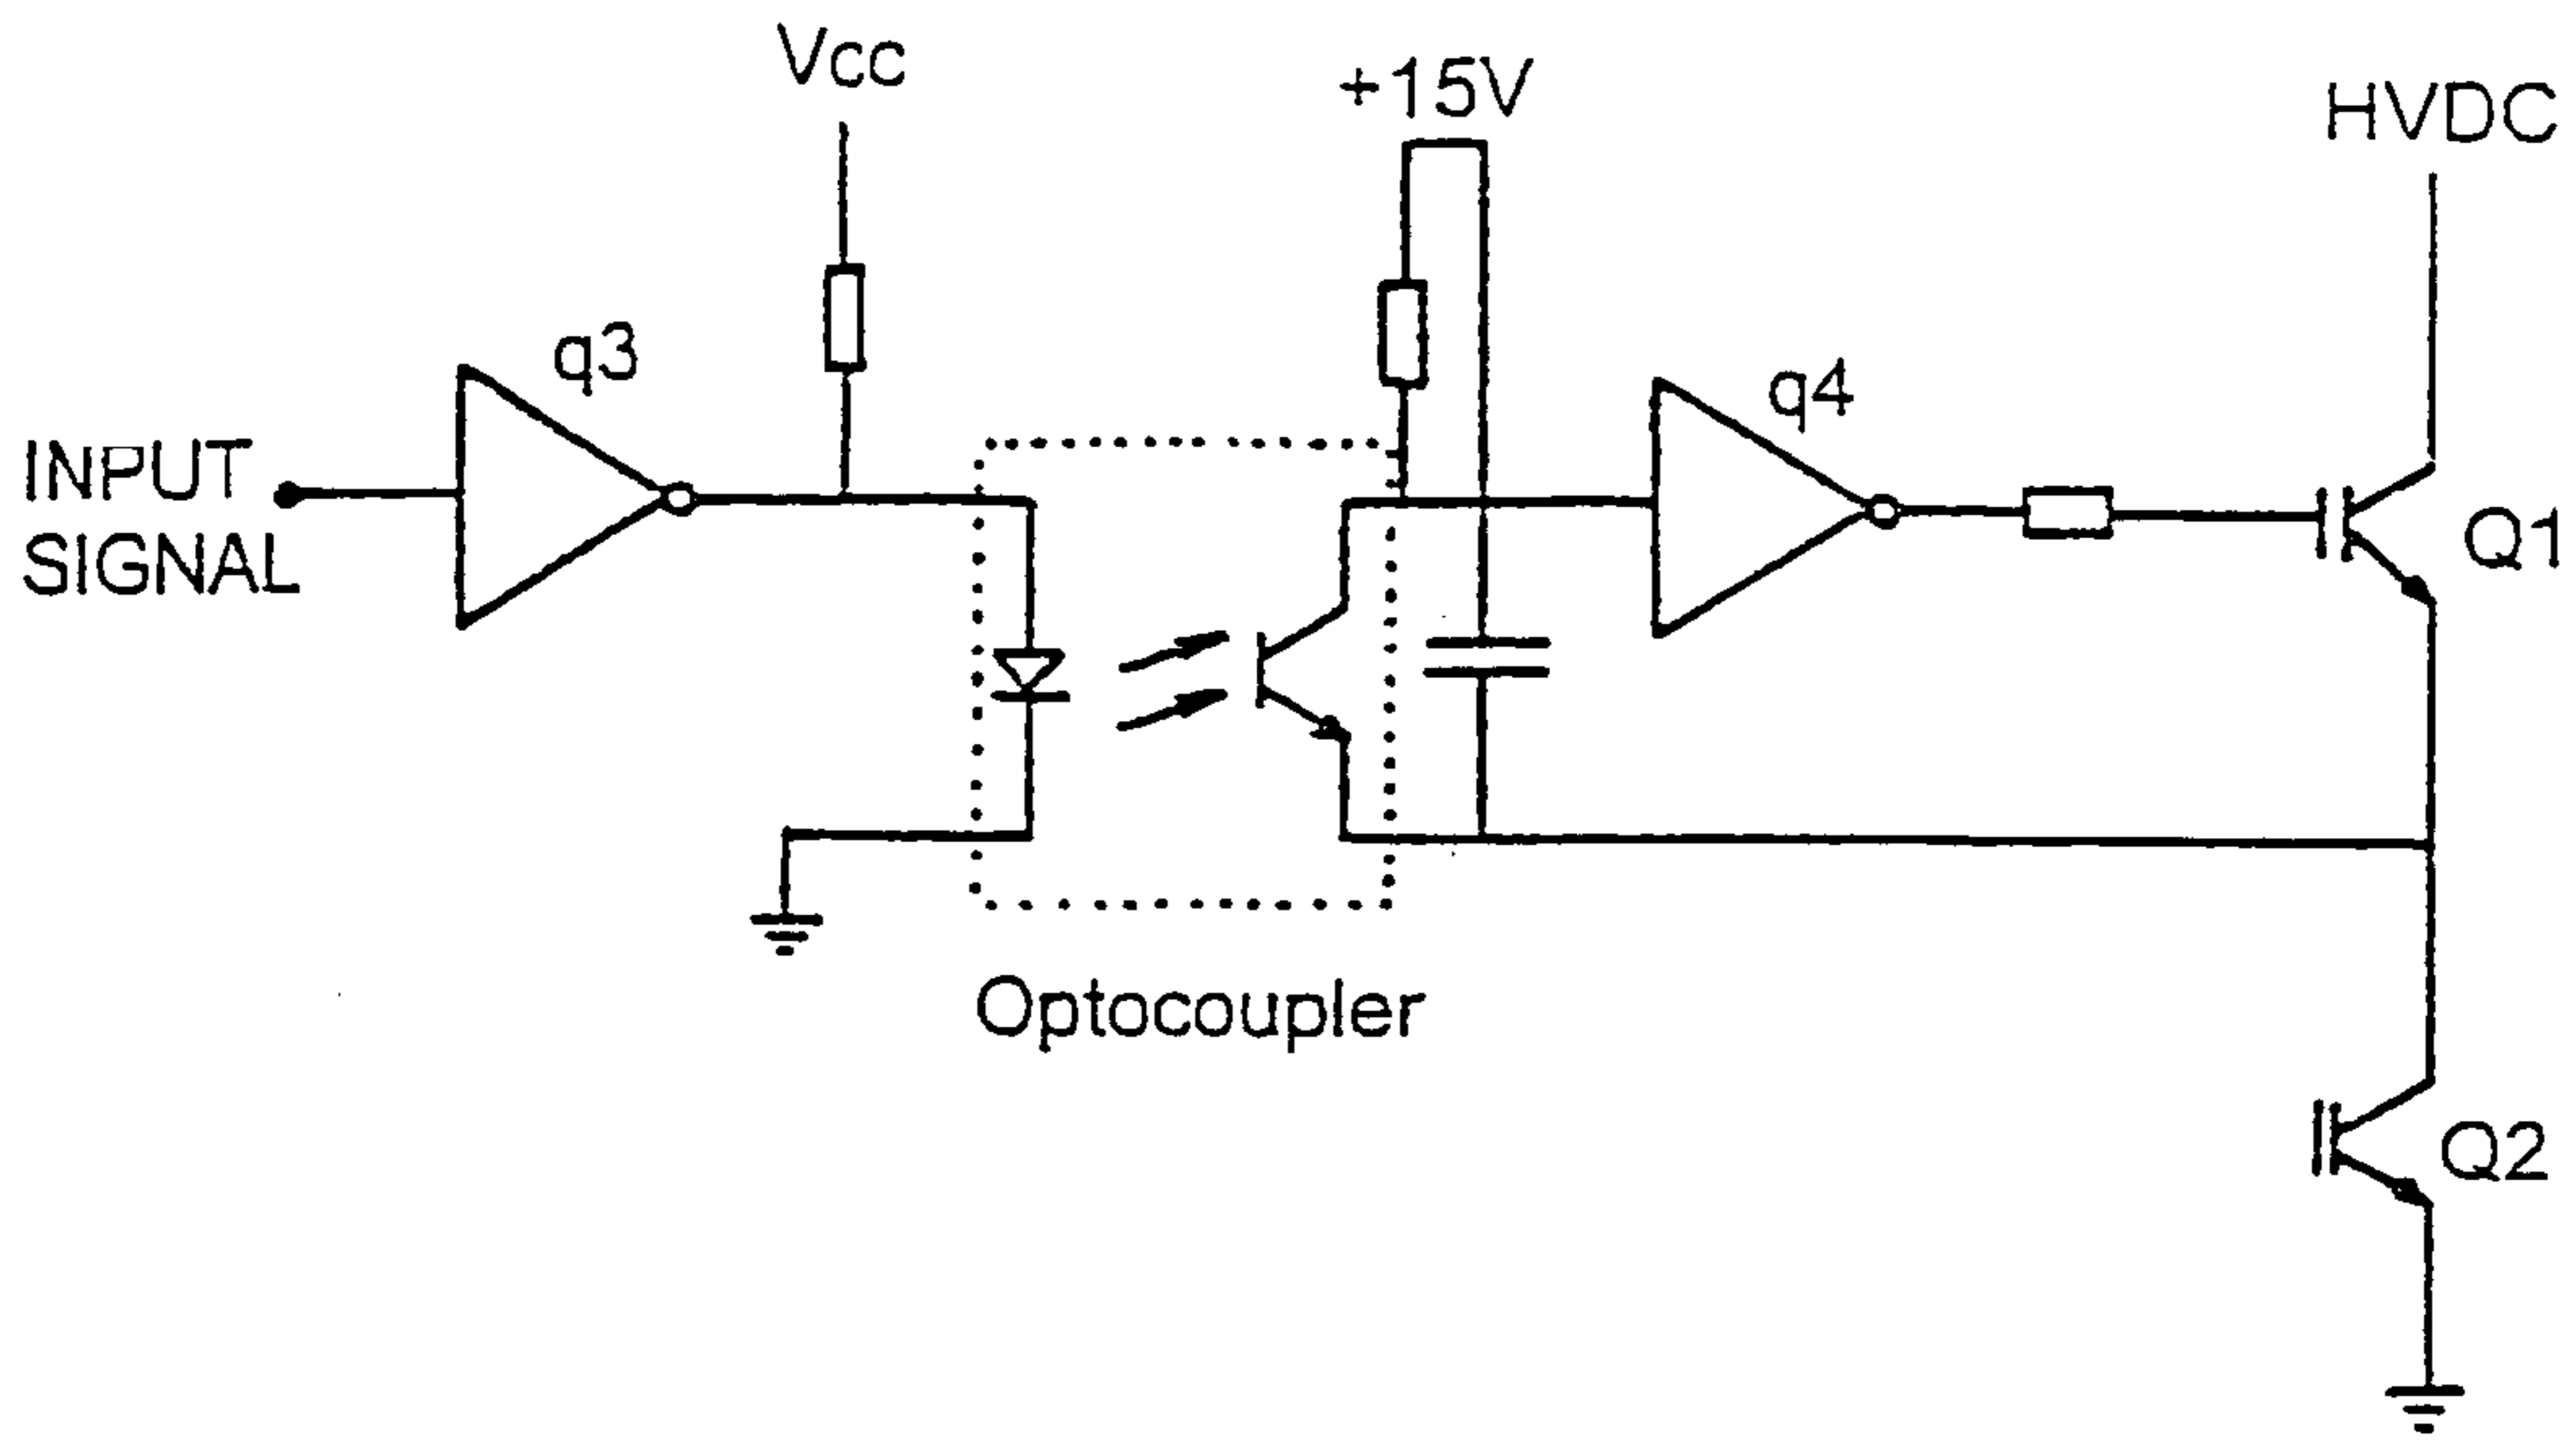 Vcc
+15V
HVDC
q3
q4
INPUT
SIGNAL
Q1
Optocoupler
Q2